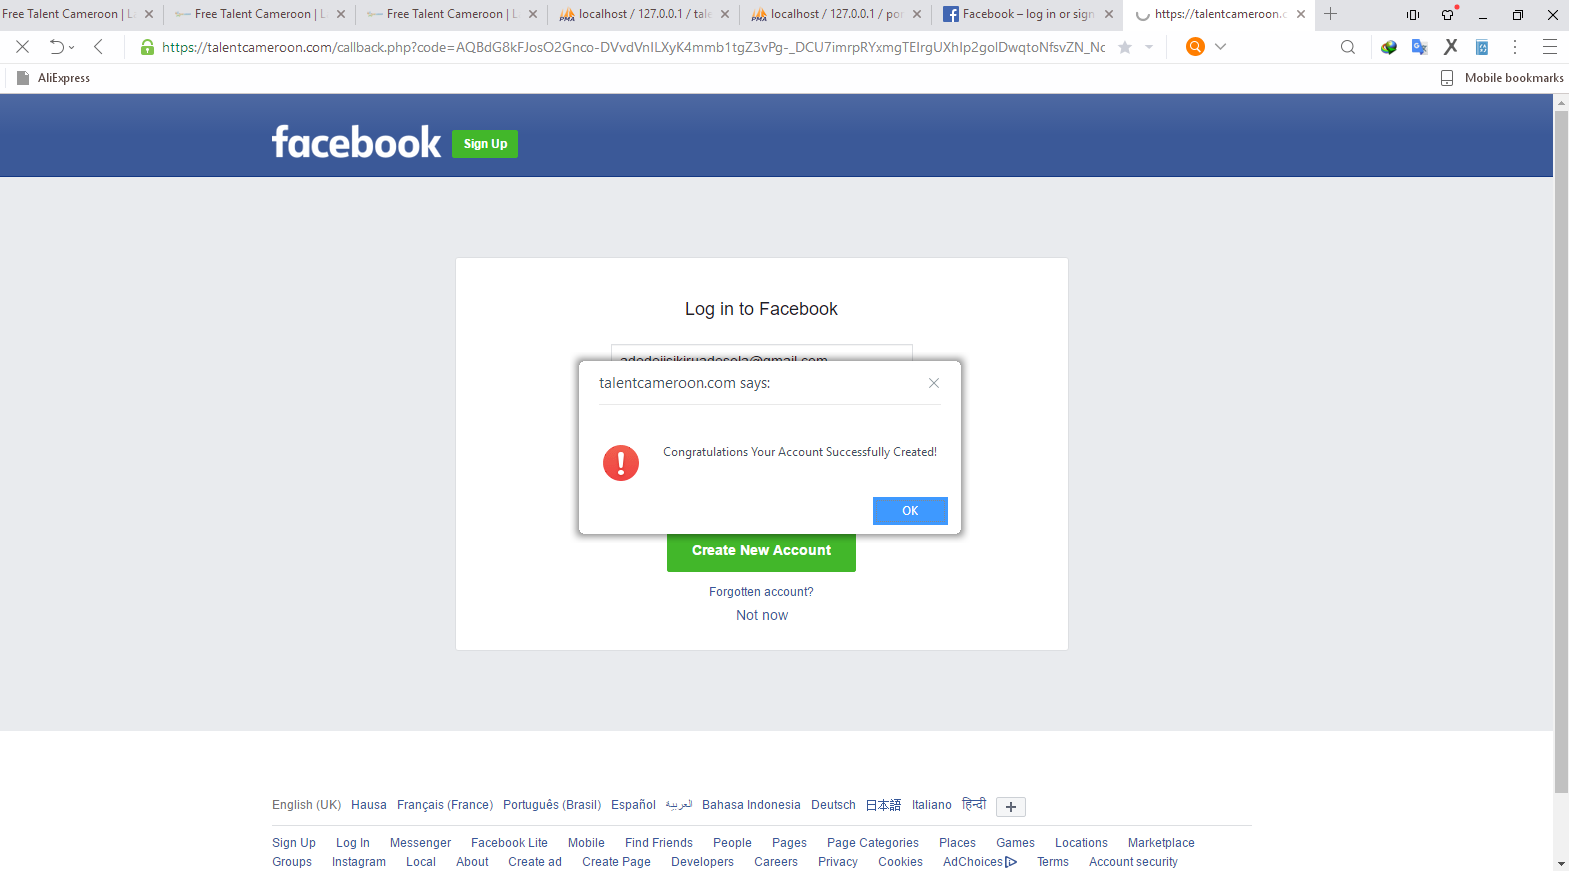 Free Talent Cameroon | L
Free Talent Cameroon | L
Free Talent Cameroon | L
localhost / 127.0.0.1 / tale
localhost / 127.0.0.1 / por
Facebook – log in or sign
https://talentcameroon.c
https://talentcameroon.com/callback.php?code=
AliExpress
Mobile bookmarks
facebook
Sign Up
Log in to Facebook
talentcameroon.com says:
Congratulations Your Account Successfully Created!
OK
Create New Account
Forgotten account?
Not now
English (UK) Hausa Français (France) Português (Brasil) Español العربية Bahasa Indonesia Deutsch 日本語 Italiano हिन्दी
Sign Up Log In Messenger Facebook Lite Mobile Find Friends People Pages Page Categories Places Games Locations Marketplace
Groups Instagram Local About Create ad Create Page Developers Careers Privacy Cookies AdChoices Terms Account security